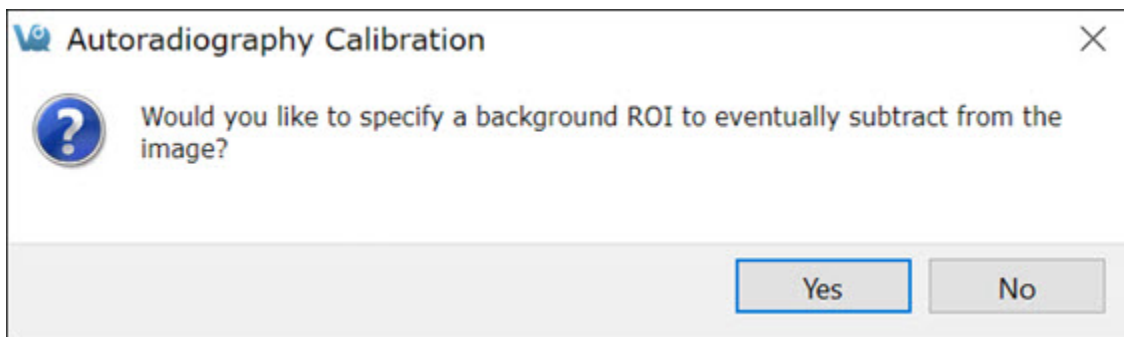 Autoradiography Calibration
Would you like to specify a background ROI to eventually subtract from the
image?
Yes
No